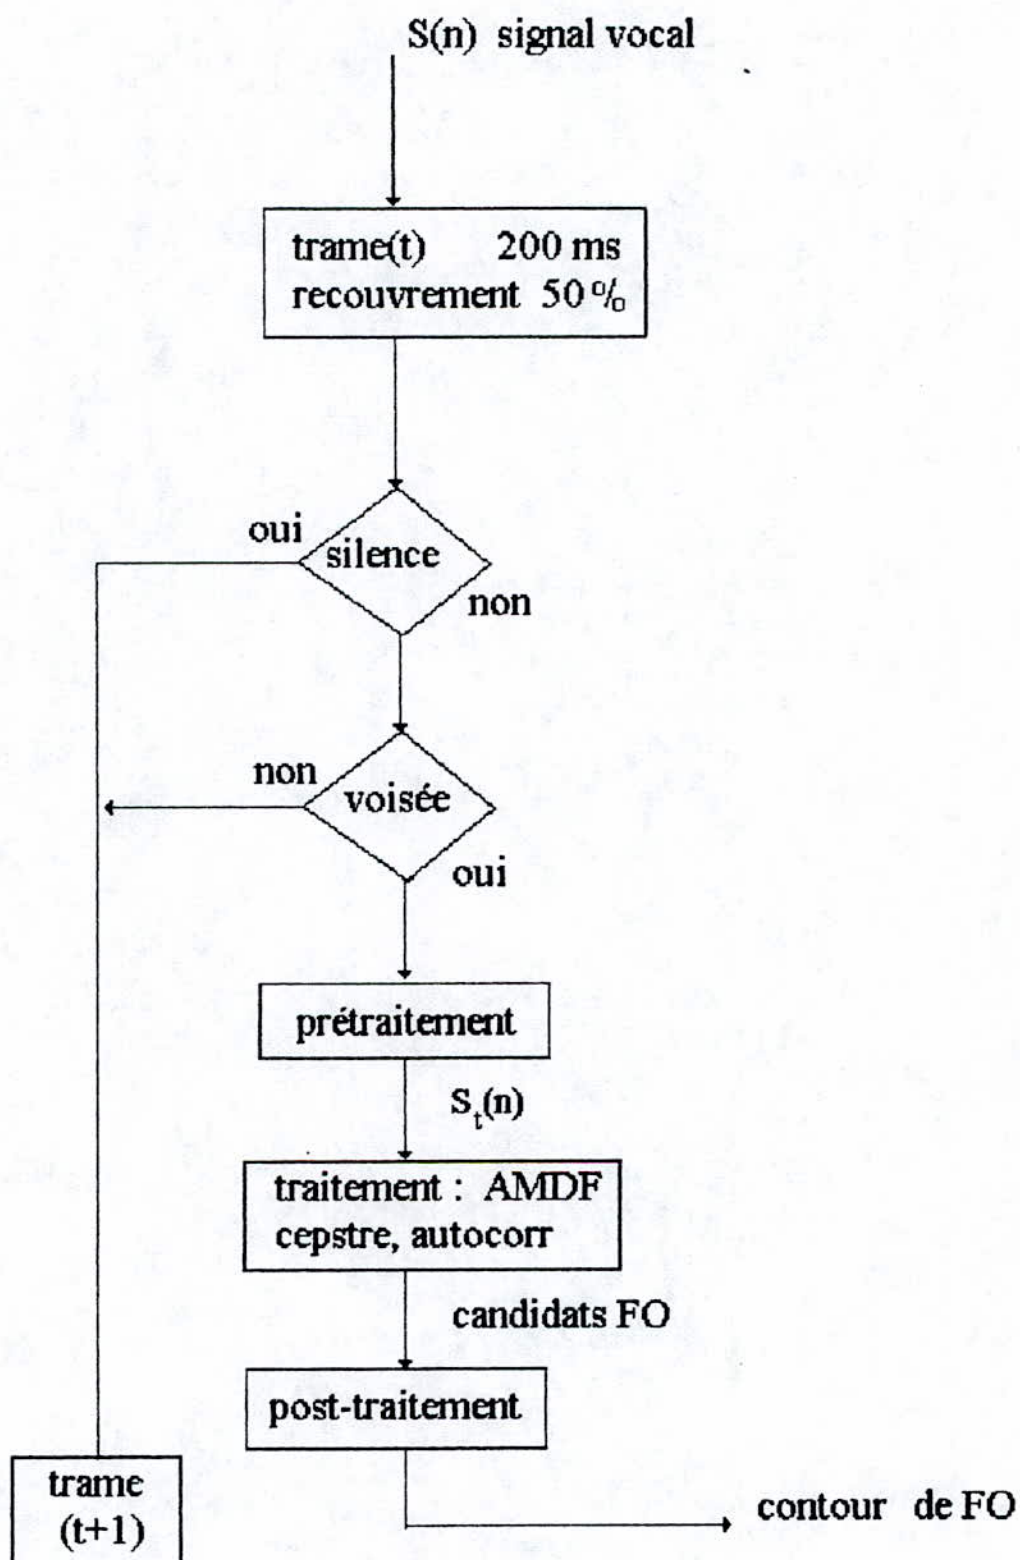 S(n) signal vocal
trame(t) 200 ms
recouvrement 50 %
oui
silence
non
non
voisée
oui
prétraitement
St(n)
traitement : AMDF
cepstre, autocorr
candidats FO
post-traitement
trame
(t+1)
contour de FO